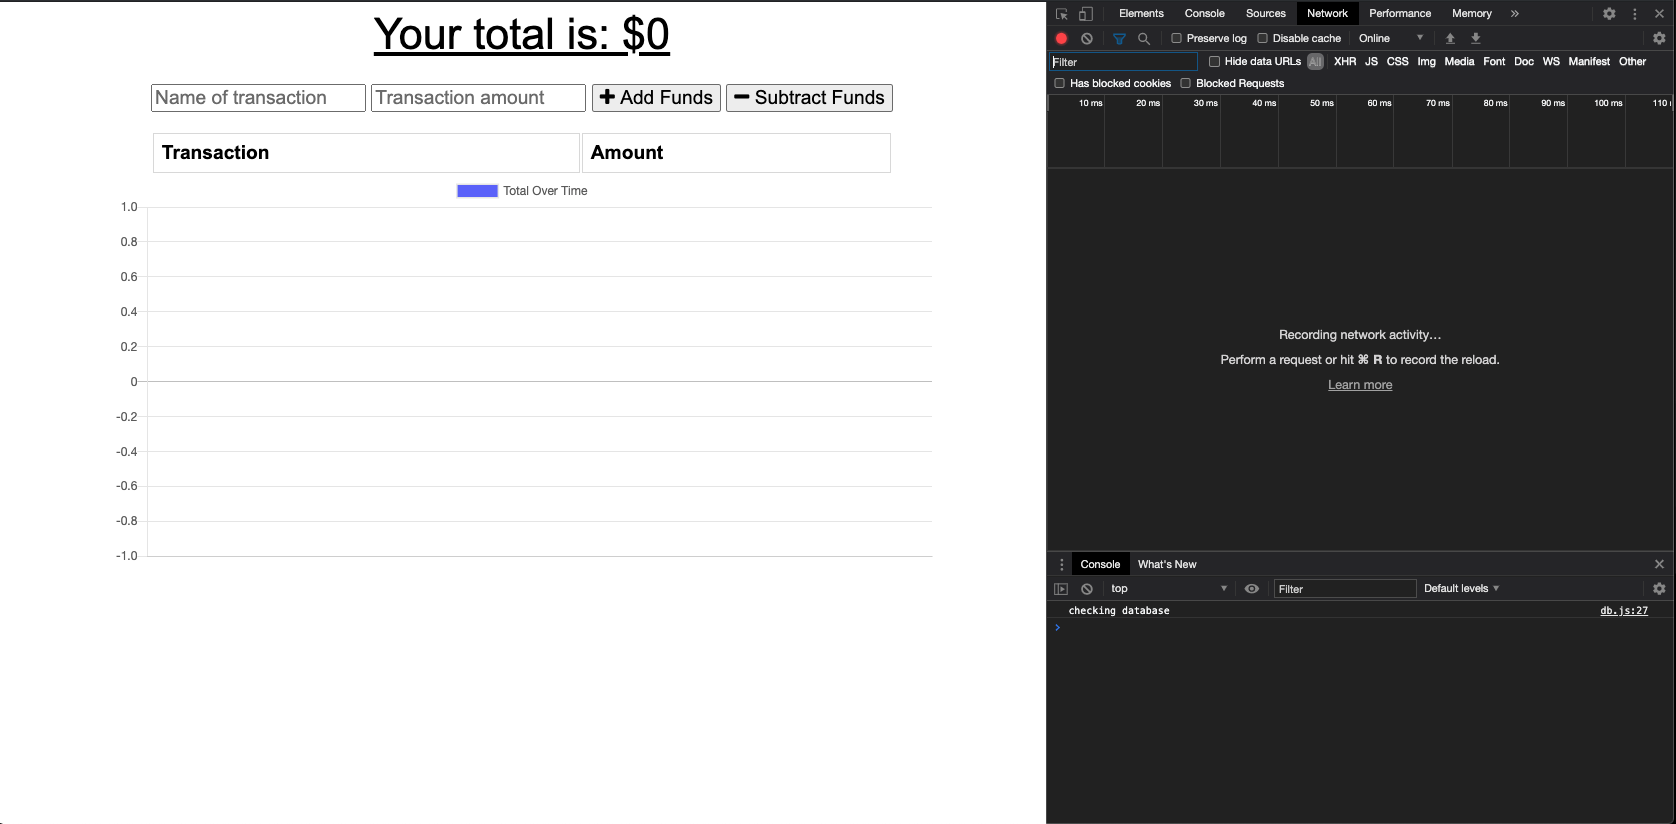 Your total is: $0
Name of transaction Transaction amount Add Funds Subtract Funds
Transaction Amount
Total Over Time
1.0
0.8
0.6
0.4
0.2
0
-0.2
-0.4
-0.6
-0.8
-1.0
Elements Console Sources Network Performance Memory »
Preserve log Disable cache Online
Filter Hide data URLs All XHR JS CSS Img Media Font Doc WS Manifest Other
Has blocked cookies Blocked Requests
10 ms 20 ms 30 ms 40 ms 50 ms 60 ms 70 ms 80 ms 90 ms 100 ms 110
Recording network activity…
Perform a request or hit ⌘ R to record the reload.
Learn more
Console What's New
top Filter Default levels
checking database db.js:27